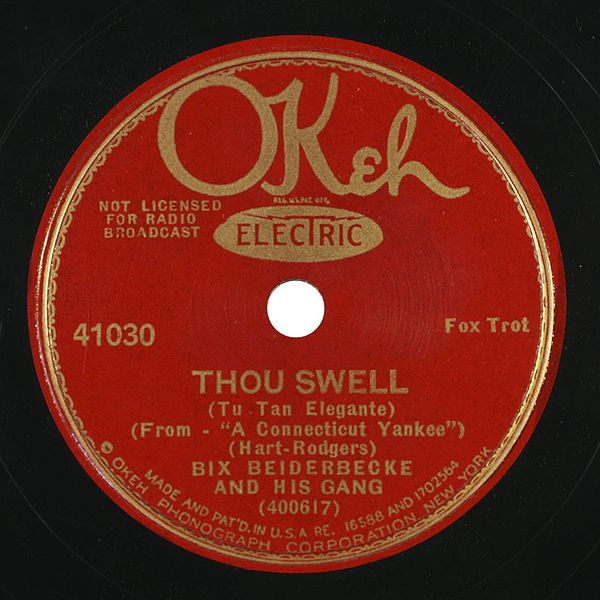 OKeh
REG. U.S. PAT. OFF.
ELECTRIC
NOT LICENSED
FOR RADIO
BROADCAST
41030
Fox Trot
THOU SWELL
(Tu Tan Elegante)
(From - "A Connecticut Yankee")
(Hart-Rodgers)
BIX BEIDERBECKE
AND HIS GANG
(400617)
MADE AND PAT'D. IN U.S.A RE. 16588 AND 1702564
© OKEH PHONOGRAPH CORPORATION, NEW YORK